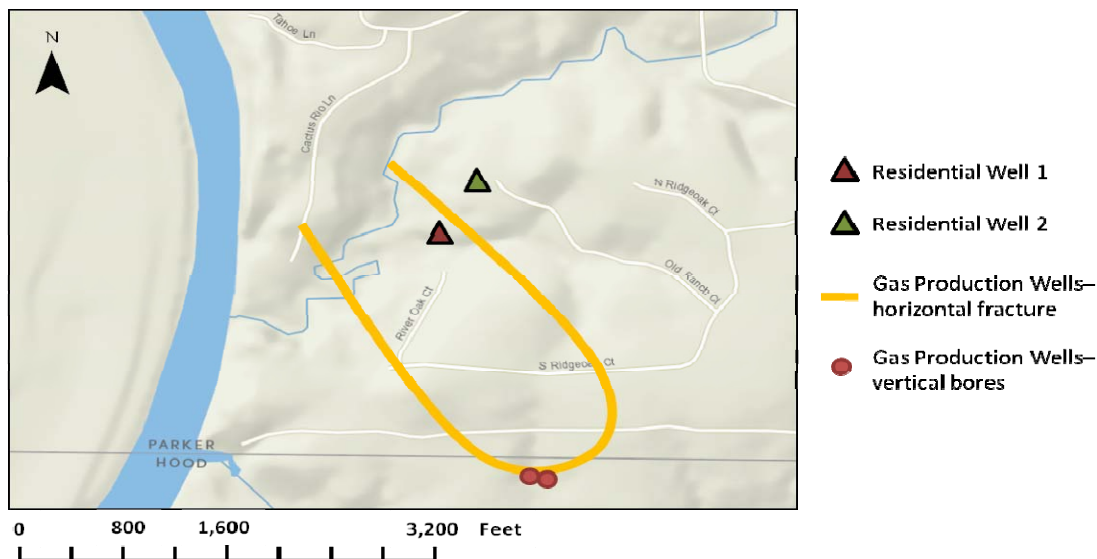 N
Tahoe Ln
Cactus Rio Ln
N Ridgeoak Ct
Old Ranch Ct
River Oak Ct
S Ridgeoak Ct
PARKER
HOOD
Residential Well 1
Residential Well 2
Gas Production Wells–
horizontal fracture
Gas Production Wells–
vertical bores
0 800 1,600 3,200 Feet